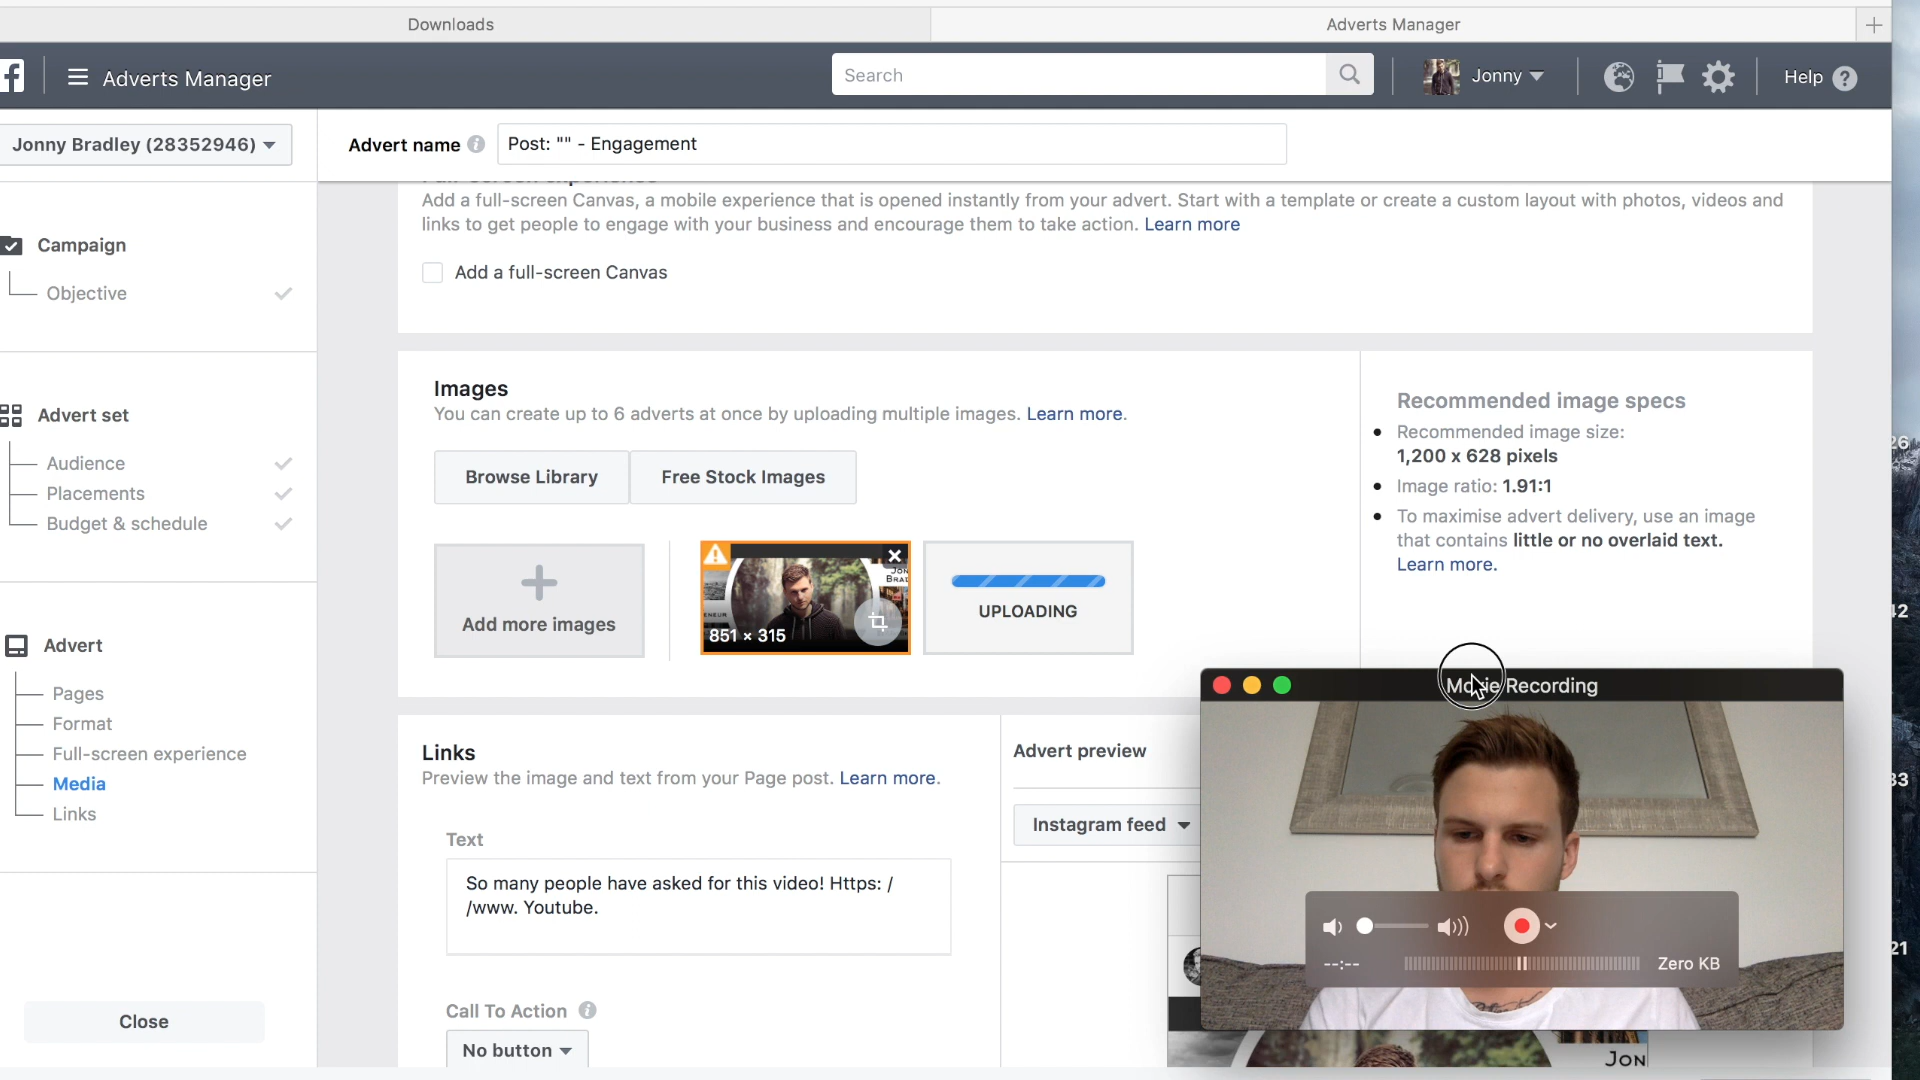 Downloads
Adverts Manager
Adverts Manager
Search
Jonny
Help
Jonny Bradley (28352946)
Advert name
Post: "" - Engagement
Add a full-screen Canvas, a mobile experience that is opened instantly from your advert. Start with a template or create a custom layout with photos, videos and
links to get people to engage with your business and encourage them to take action. Learn more
Add a full-screen Canvas
Campaign
Objective
Advert set
Audience
Placements
Budget & schedule
Advert
Pages
Format
Full-screen experience
Media
Links
Close
Images
You can create up to 6 adverts at once by uploading multiple images. Learn more.
Browse Library
Free Stock Images
Add more images
851 × 315
UPLOADING
Recommended image specs
Recommended image size:
1,200 x 628 pixels
Image ratio: 1.91:1
To maximise advert delivery, use an image
that contains little or no overlaid text.
Learn more.
Links
Preview the image and text from your Page post. Learn more.
Text
So many people have asked for this video! Https: /
/www. Youtube.
Call To Action
No button
Advert preview
Instagram feed
Movie Recording
--:--
Zero KB
JON